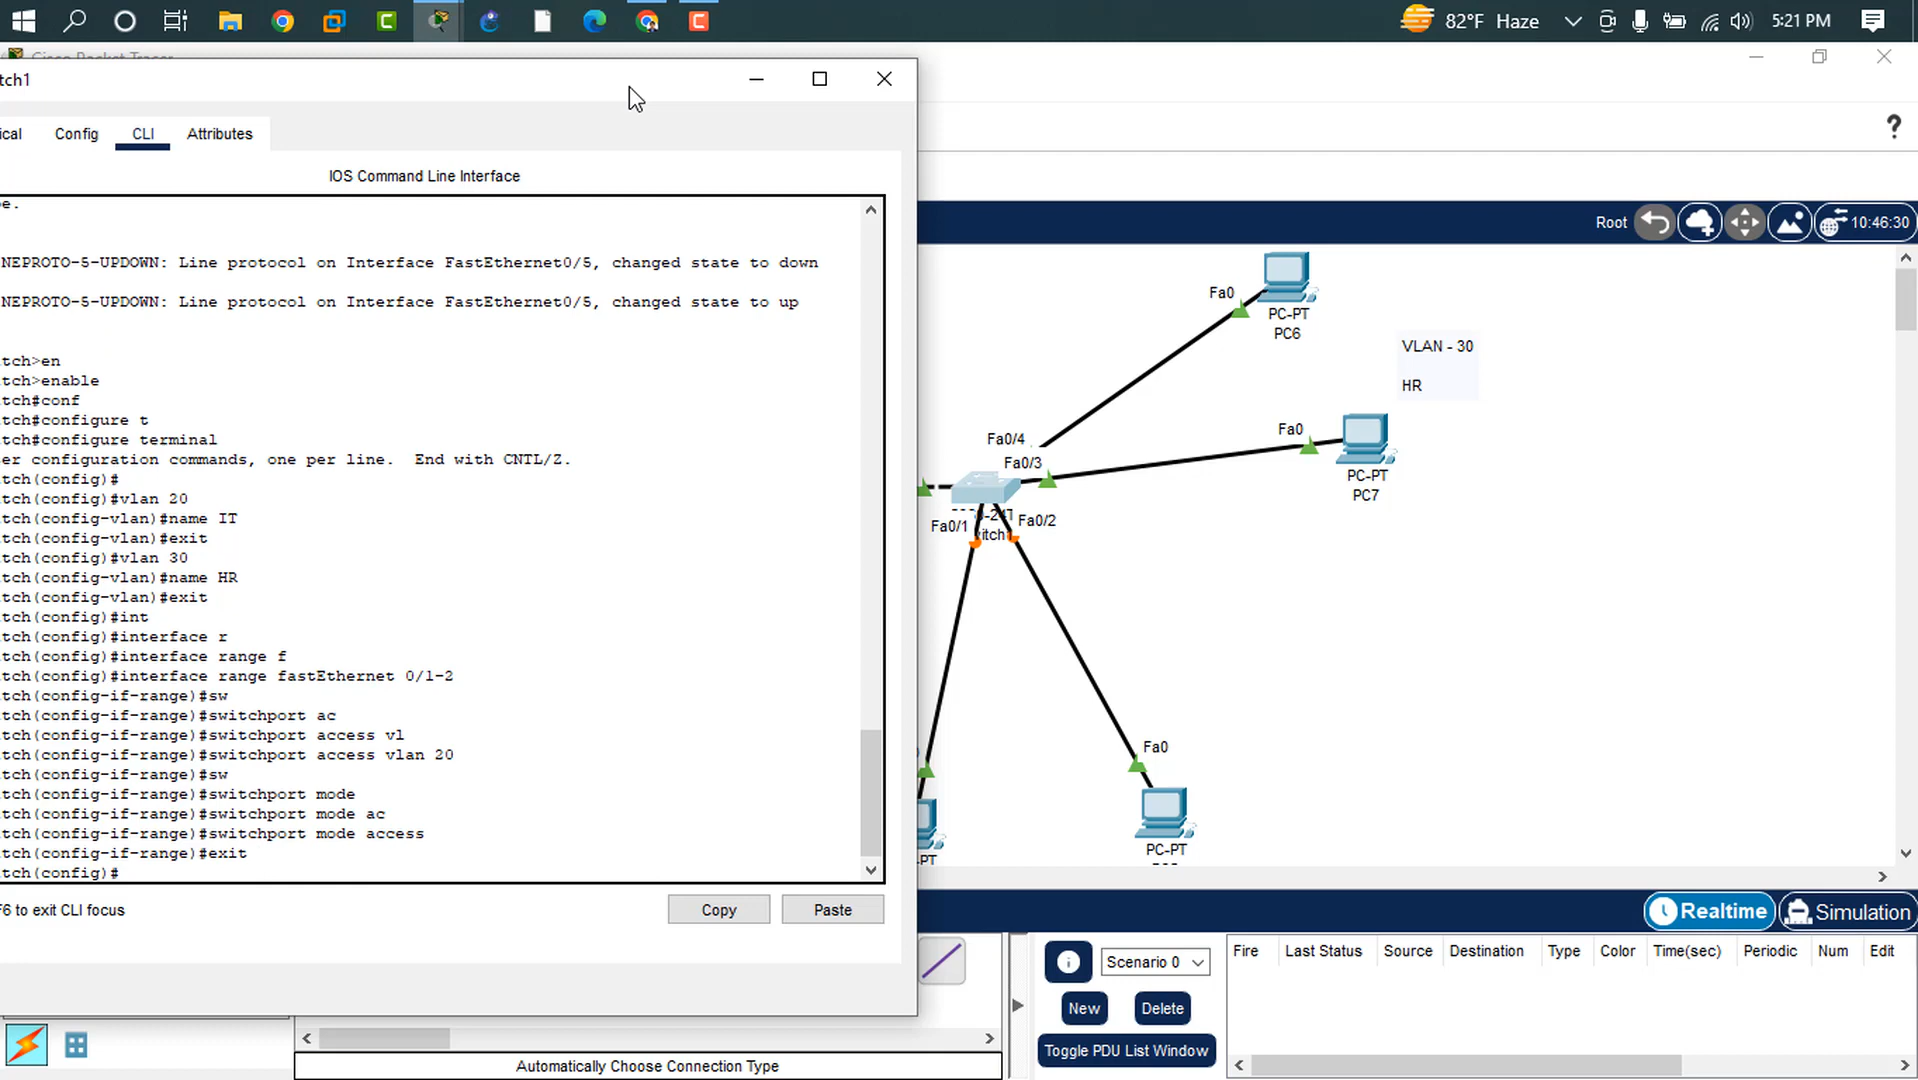 82°F Haze
5:21 PM
Cisco Packet Tracer
tch1
ical
Config
CLI
Attributes
IOS Command Line Interface
e.
NEPROTO-5-UPDOWN: Line protocol on Interface FastEthernet0/5, changed state to down
NEPROTO-5-UPDOWN: Line protocol on Interface FastEthernet0/5, changed state to up
tch>en
tch>enable
tch#conf
tch#configure t
tch#configure terminal
er configuration commands, one per line.  End with CNTL/Z.
tch(config)#
tch(config)#vlan 20
tch(config-vlan)#name IT
tch(config-vlan)#exit
tch(config)#vlan 30
tch(config-vlan)#name HR
tch(config-vlan)#exit
tch(config)#int
tch(config)#interface r
tch(config)#interface range f
tch(config)#interface range fastEthernet 0/1-2
tch(config-if-range)#sw
tch(config-if-range)#switchport ac
tch(config-if-range)#switchport access vl
tch(config-if-range)#switchport access vlan 20
tch(config-if-range)#sw
tch(config-if-range)#switchport mode
tch(config-if-range)#switchport mode ac
tch(config-if-range)#switchport mode access
tch(config-if-range)#exit
tch(config)#
F6 to exit CLI focus
Copy
Paste
Root
10:46:30
Fa0
PC-PT
PC6
VLAN - 30
HR
Fa0
PC-PT
PC7
Fa0/4
Fa0/3
Fa0/1
Fa0/2
itch1
Fa0
PC-PT
-PT
Realtime
Simulation
Scenario 0
New
Delete
Toggle PDU List Window
Fire
Last Status
Source
Destination
Type
Color
Time(sec)
Periodic
Num
Edit
Automatically Choose Connection Type